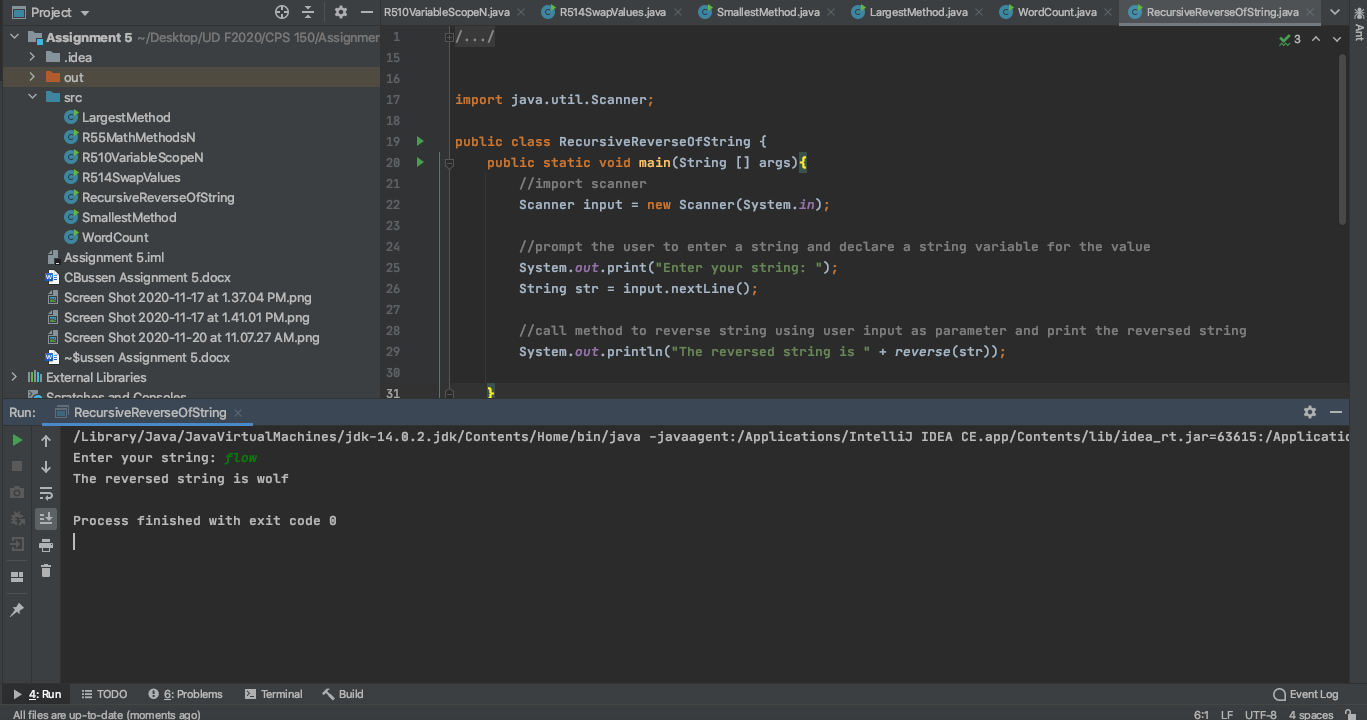 Project
R510VariableScopeN.java R514SwapValues.java SmallestMethod.java LargestMethod.java WordCount.java RecursiveReverseOfString.java
Assignment 5 ~/Desktop/UD F2020/CPS 150/Assignmen
.idea
out
src
LargestMethod
R55MathMethodsN
R510VariableScopeN
R514SwapValues
RecursiveReverseOfString
SmallestMethod
WordCount
Assignment 5.iml
CBussen Assignment 5.docx
Screen Shot 2020-11-17 at 1.37.04 PM.png
Screen Shot 2020-11-17 at 1.41.01 PM.png
Screen Shot 2020-11-20 at 11.07.27 AM.png
~$ussen Assignment 5.docx
External Libraries
Scratches and Consoles
3
Ant
1 /.../
15
16
17 import java.util.Scanner;
18
19 public class RecursiveReverseOfString {
20 public static void main(String [] args){
21 //import scanner
22 Scanner input = new Scanner(System.in);
23
24 //prompt the user to enter a string and declare a string variable for the value
25 System.out.print("Enter your string: ");
26 String str = input.nextLine();
27
28 //call method to reverse string using user input as parameter and print the reversed string
29 System.out.println("The reversed string is " + reverse(str));
30
31 }
Run: RecursiveReverseOfString
/Library/Java/JavaVirtualMachines/jdk-14.0.2.jdk/Contents/Home/bin/java -javaagent:/Applications/IntelliJ IDEA CE.app/Contents/lib/idea_rt.jar=63615:/Applicatio
Enter your string: flow
The reversed string is wolf
Process finished with exit code 0
4: Run TODO 6: Problems Terminal Build Event Log
All files are up-to-date (moments ago) 6:1 LF UTF-8 4 spaces